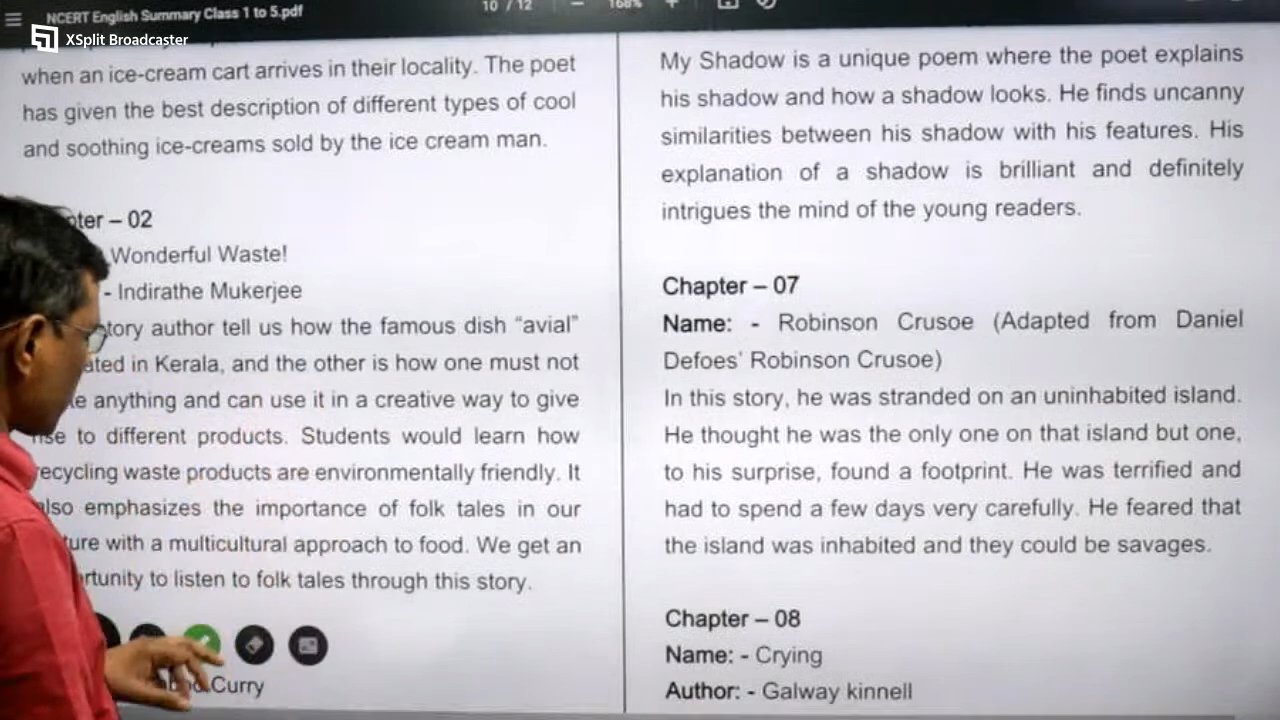 NCERT English Summary Class 1 to 5.pdf
10 / 12
168%
XSplit Broadcaster
when an ice-cream cart arrives in their locality. The poet
has given the best description of different types of cool
and soothing ice-creams sold by the ice cream man.
– 02
Wonderful Waste!
- Indirathe Mukerjee
author tell us how the famous dish “avial”
in Kerala, and the other is how one must not
anything and can use it in a creative way to give
to different products. Students would learn how
recycling waste products are environmentally friendly. It
emphasizes the importance of folk tales in our
with a multicultural approach to food. We get an
to listen to folk tales through this story.
Curry
My Shadow is a unique poem where the poet explains
his shadow and how a shadow looks. He finds uncanny
similarities between his shadow with his features. His
explanation of a shadow is brilliant and definitely
intrigues the mind of the young readers.
Chapter – 07
Name: - Robinson Crusoe (Adapted from Daniel
Defoes’ Robinson Crusoe)
In this story, he was stranded on an uninhabited island.
He thought he was the only one on that island but one,
to his surprise, found a footprint. He was terrified and
had to spend a few days very carefully. He feared that
the island was inhabited and they could be savages.
Chapter – 08
Name: - Crying
Author: - Galway kinnell